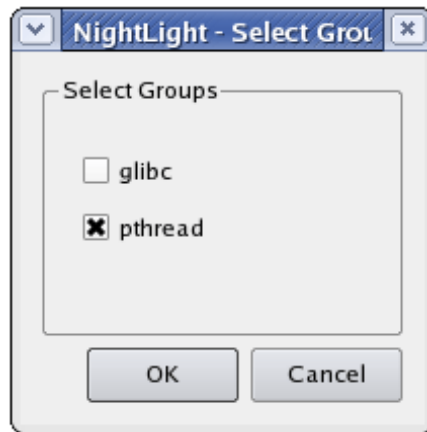 NightLight - Select Grou
Select Groups
glibc
pthread
OK Cancel